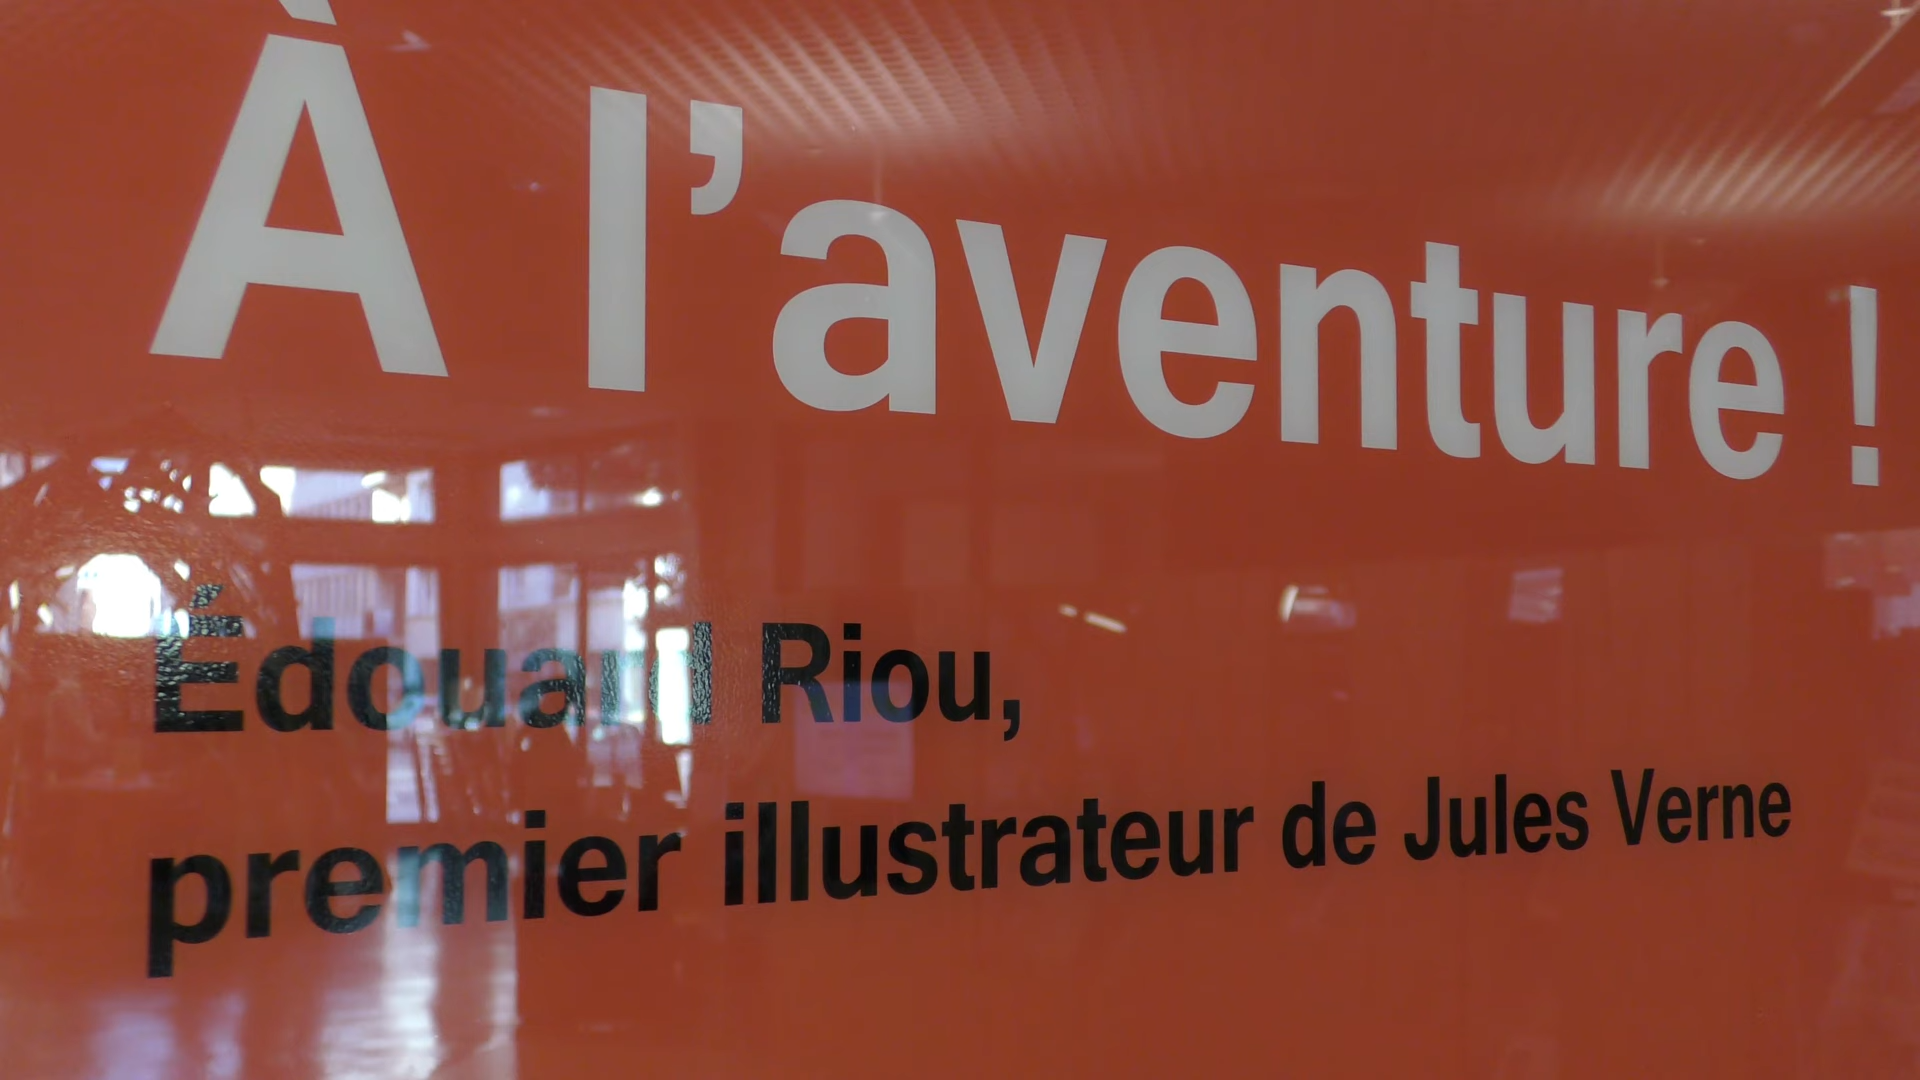 À l’aventure !
Édouard Riou,
premier illustrateur de Jules Verne